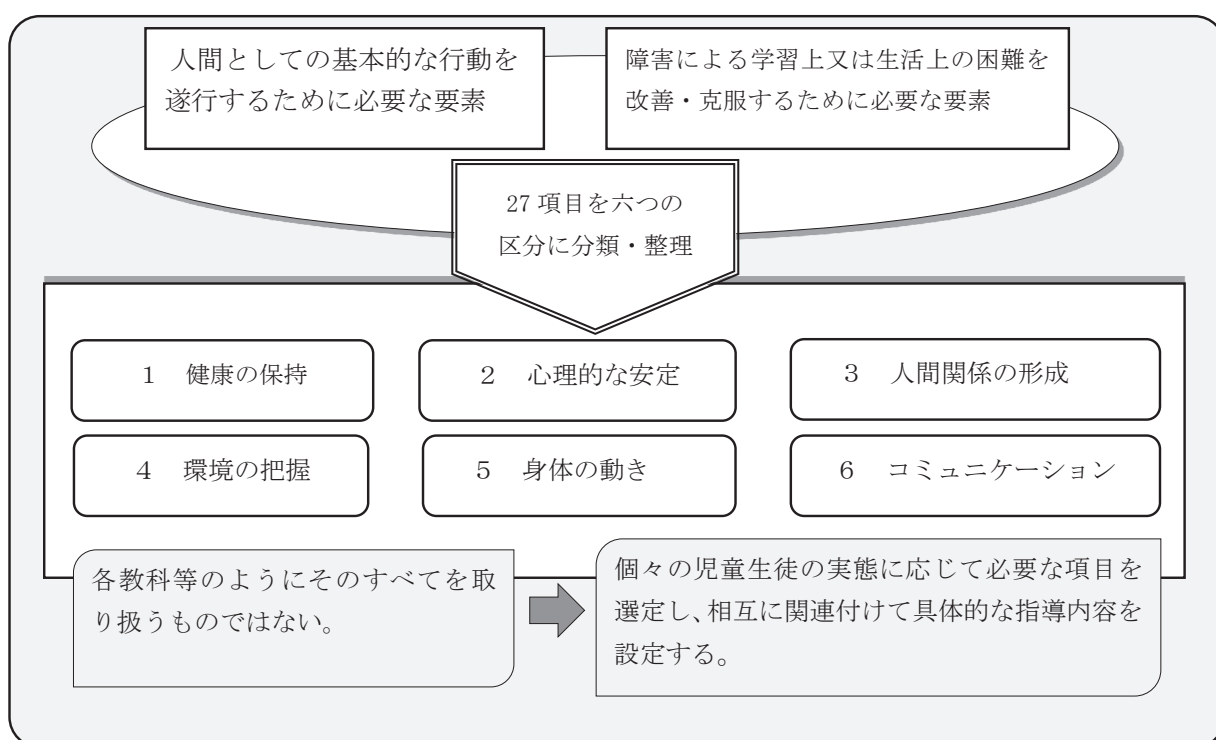 人間としての基本的な行動を
遂行するために必要な要素
障害による学習上又は生活上の困難を
改善・克服するために必要な要素
27 項目を六つの
区分に分類・整理
1 健康の保持
2 心理的な安定
3 人間関係の形成
4 環境の把握
5 身体の動き
6 コミュニケーション
各教科等のようにそのすべてを取
り扱うものではない。
個々の児童生徒の実態に応じて必要な項目を
選定し、相互に関連付けて具体的な指導内容を
設定する。